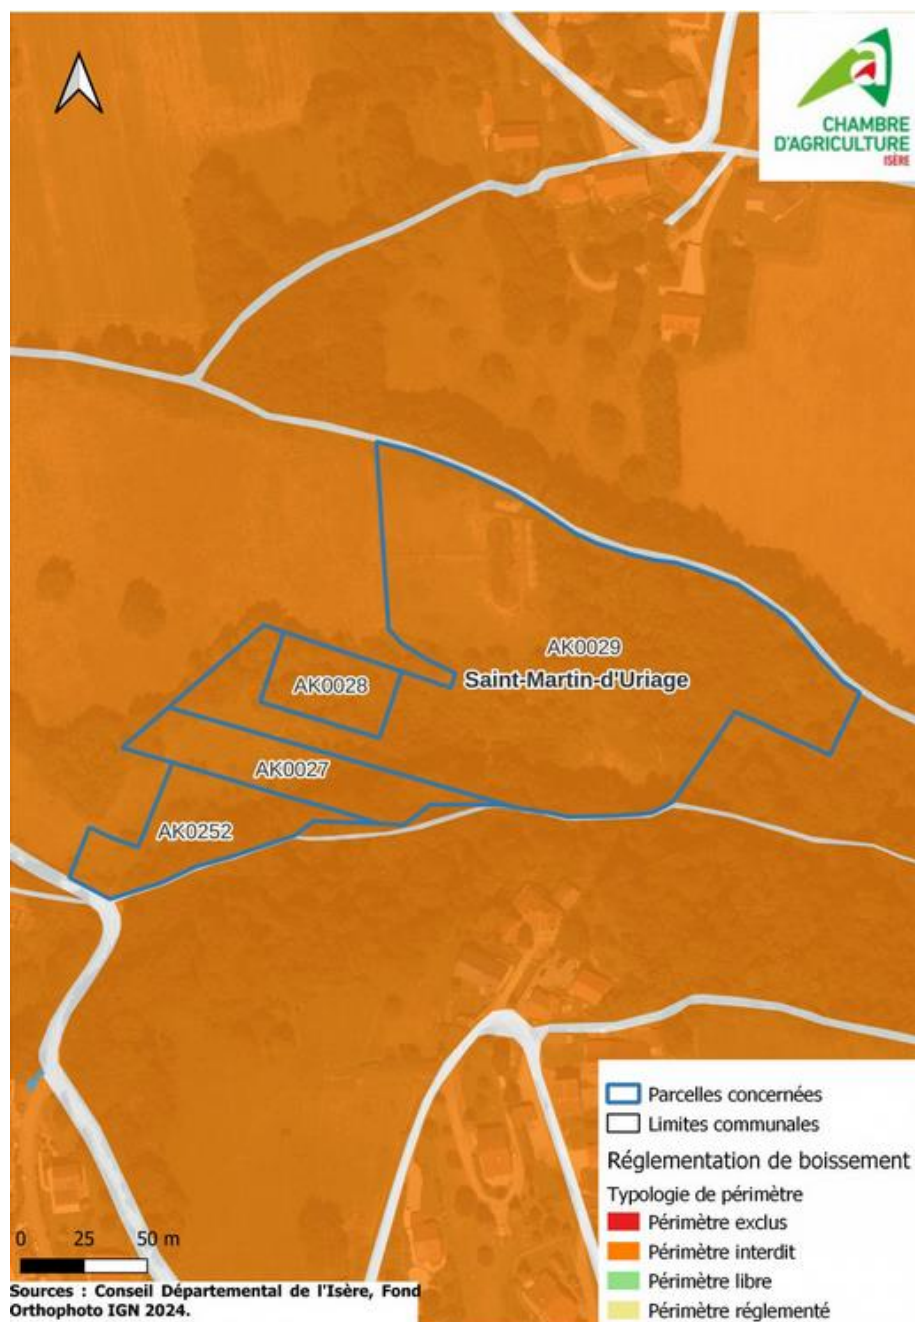 CHAMBRE
D'AGRICULTURE
ISÈRE
AK0029
Saint-Martin-d'Uriage
AK0028
AK0027
AK0252
Parcelles concernées
Limites communales
Réglementation de boissement
Typologie de périmètre
Périmètre exclus
Périmètre interdit
Périmètre libre
Périmètre réglementé
0 25 50 m
Sources : Conseil Départemental de l'Isère, Fond
Orthophoto IGN 2024.